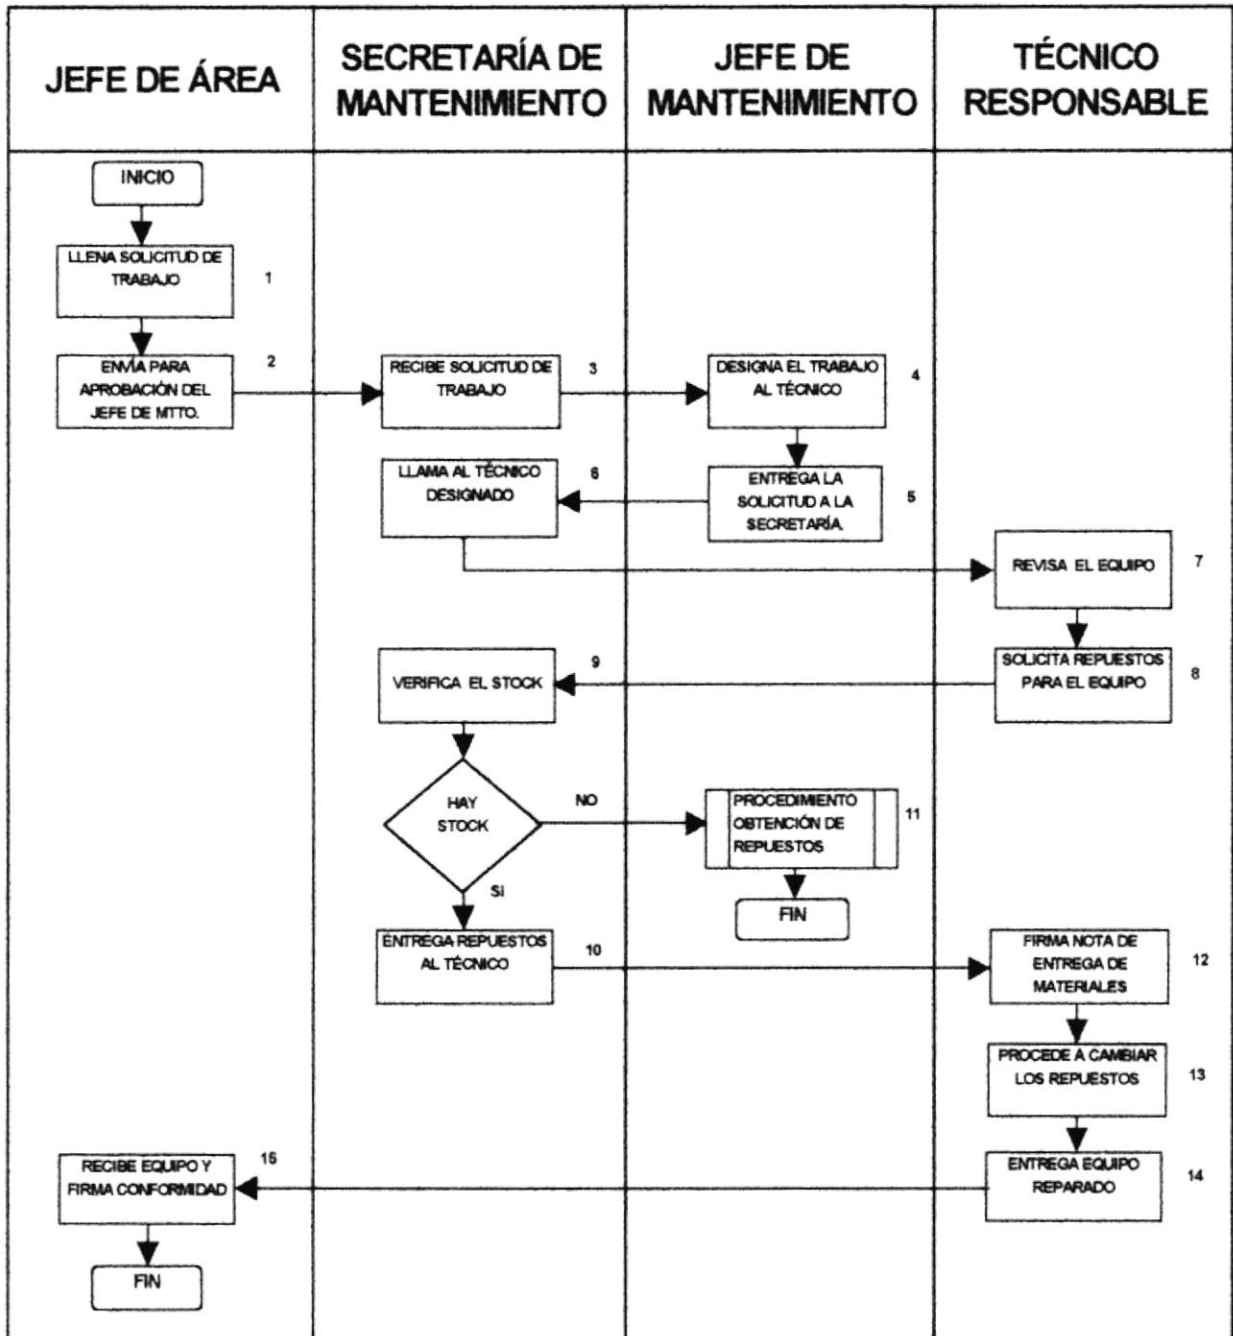 JEFE DE ÁREA
SECRETARÍA DE
MANTENIMIENTO
JEFE DE
MANTENIMIENTO
TÉCNICO
RESPONSABLE
INICIO
LLENA SOLICITUD DE
TRABAJO
1
ENVÍA PARA
APROBACIÓN DEL
JEFE DE MTTO.
2
RECIBE SOLICITUD DE
TRABAJO
3
DESIGNA EL TRABAJO
AL TÉCNICO
4
LLAMA AL TÉCNICO
DESIGNADO
6
ENTREGA LA
SOLICITUD A LA
SECRETARÍA.
5
REVISA EL EQUIPO
7
VERIFICA EL STOCK
9
SOLICITA REPUESTOS
PARA EL EQUIPO
8
HAY
STOCK
NO
PROCEDIMIENTO
OBTENCIÓN DE
REPUESTOS
11
SI
FIN
ENTREGA REPUESTOS
AL TÉCNICO
10
FIRMA NOTA DE
ENTREGA DE
MATERIALES
12
PROCEDE A CAMBIAR
LOS REPUESTOS
13
RECIBE EQUIPO Y
FIRMA CONFORMIDAD
15
ENTREGA EQUIPO
REPARADO
14
FIN